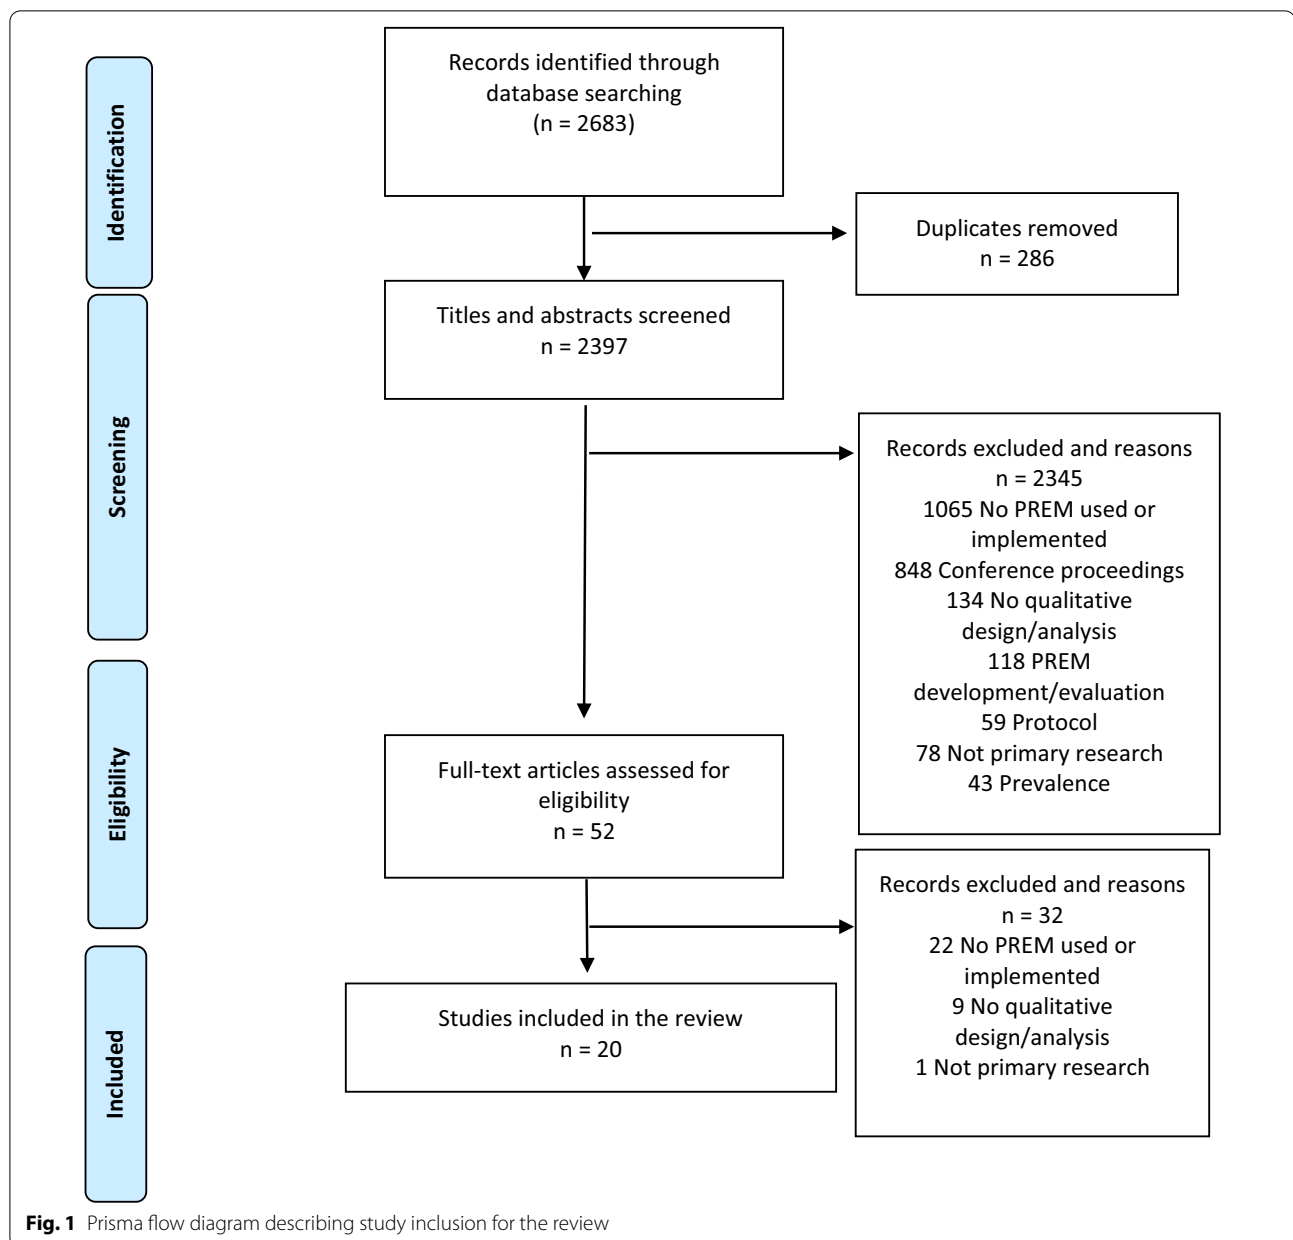 Identification
Records identified through
database searching
(n = 2683)
Duplicates removed
n = 286
Screening
Titles and abstracts screened
n = 2397
Records excluded and reasons
n = 2345
1065 No PREM used or
implemented
848 Conference proceedings
134 No qualitative
design/analysis
118 PREM
development/evaluation
59 Protocol
78 Not primary research
43 Prevalence
Eligibility
Full-text articles assessed for
eligibility
n = 52
Records excluded and reasons
n = 32
22 No PREM used or
implemented
9 No qualitative
design/analysis
1 Not primary research
Included
Studies included in the review
n = 20
Fig. 1 Prisma flow diagram describing study inclusion for the review